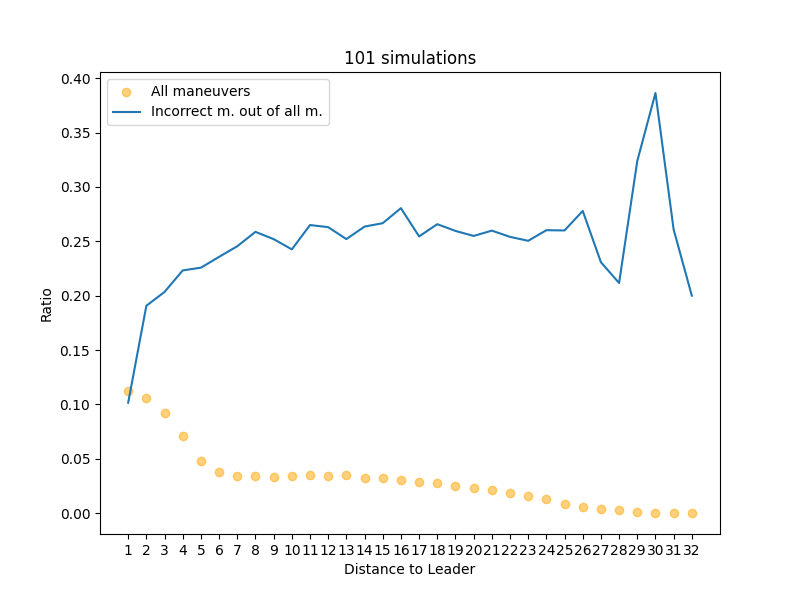 101 simulations
All maneuvers
Incorrect m. out of all m.
0.40
0.35
0.30
0.25
0.20
0.15
0.10
0.05
0.00
Ratio
1 2 3 4 5 6 7 8 9 10 11 12 13 14 15 16 17 18 19 20 21 22 23 24 25 26 27 28 29 30 31 32
Distance to Leader